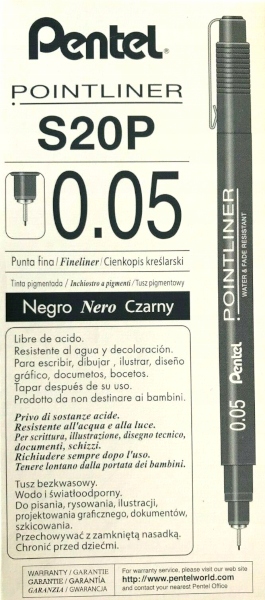 Pentel®
POINTLINER
S20P
0.05
Punta fina / Fineliner / Cienkopis kreślarski
Tinta pigmentada / Inchiostro a pigmenti / Tusz pigmentowy
Negro Nero Czarny
Libre de acido.
Resistente al agua y decoloración.
Para escribir, dibujar , ilustrar, diseño
gráfico, documetos, bocetos.
Tapar después de su uso.
Prodotto da non destinare ai bambini.
Privo di sostanze acide.
Resistente all'acqua e alla luce.
Per scrittura, illustrazione, disegno tecnico,
documenti, schizzi.
Richiudere sempre dopo l'uso.
Tenere lontano dalla portata dei bambini.
Tusz bezkwasowy.
Wodo i światłoodporny.
Do pisania, rysowania, ilustracji,
projektowania graficznego, dokumentów,
szkicowania.
Przechowywać z zamkniętą nasadką.
Chronić przed dziećmi.
WARRANTY / GARANTIE
GARANTIE / GARANTÍA
GARANZIA / GWARANCJA
For warranty service, please visit our web site
http://www.pentelworld.com
or contact a designated Pentel Office
0.05 Pentel POINTLINER
WATER & FADE RESISTANT